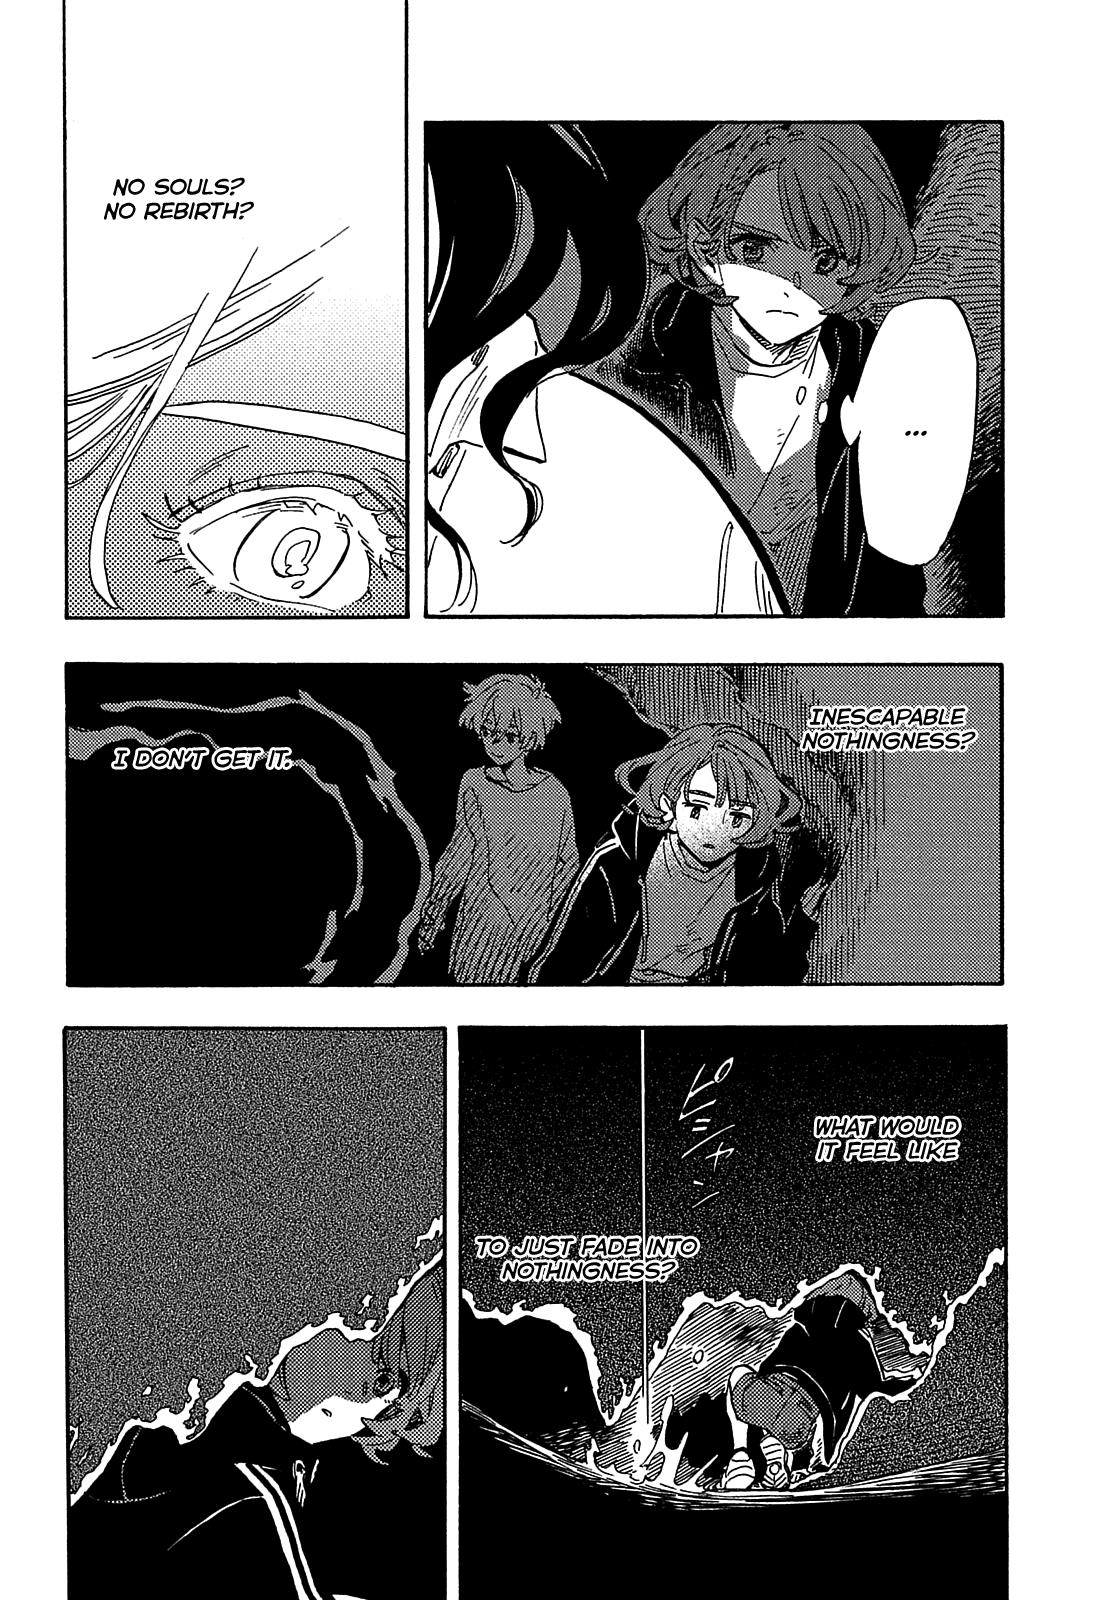 ...
NO SOULS?
NO REBIRTH?
INESCAPABLE
NOTHINGNESS?
I DON'T GET IT.
WHAT WOULD
IT FEEL LIKE
ピシャン
TO JUST FADE INTO
NOTHINGNESS?